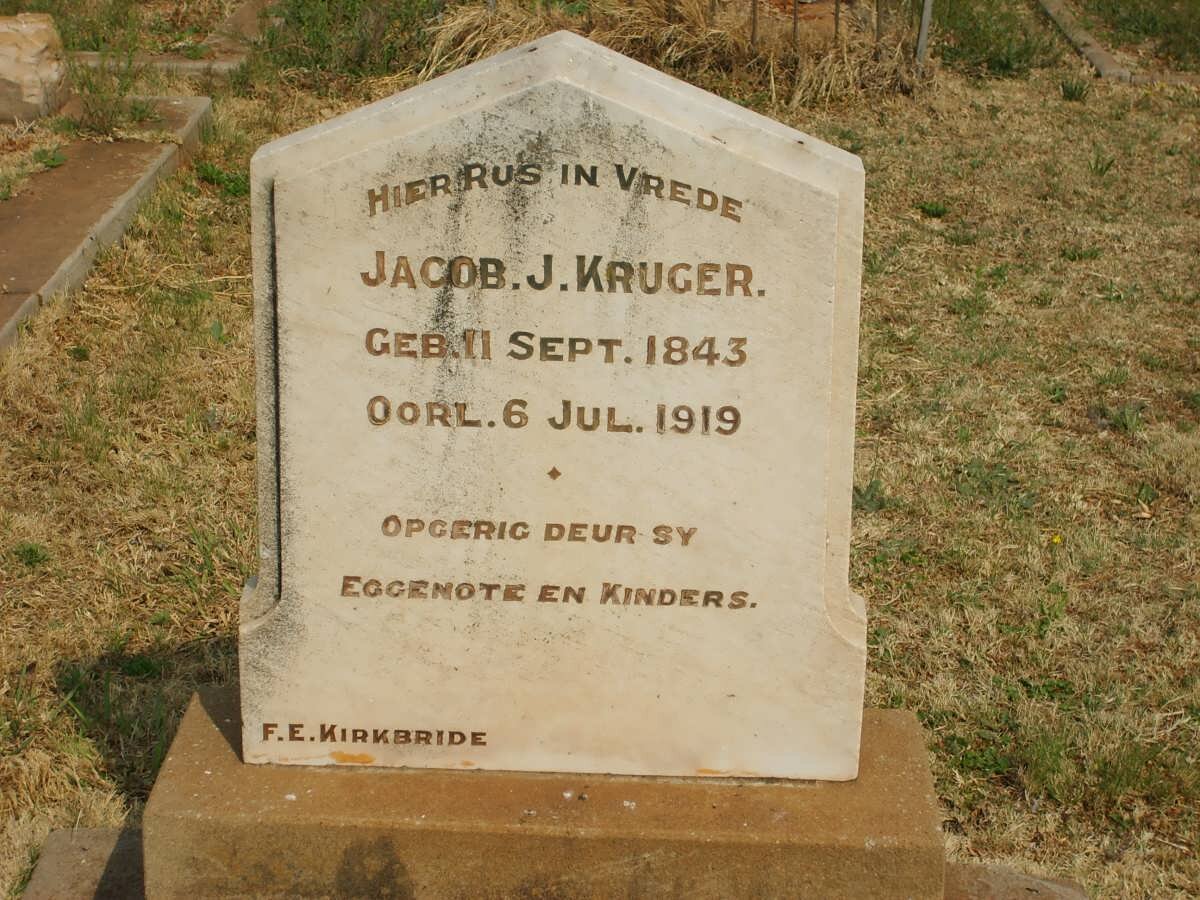 Hier Rus in Vrede
Jacob. J. Kruger.
Geb. 11 Sept. 1843
Oorl. 6 Jul. 1919
Opgerig deur sy
Eggenote en Kinders.
F. E. Kirkbride